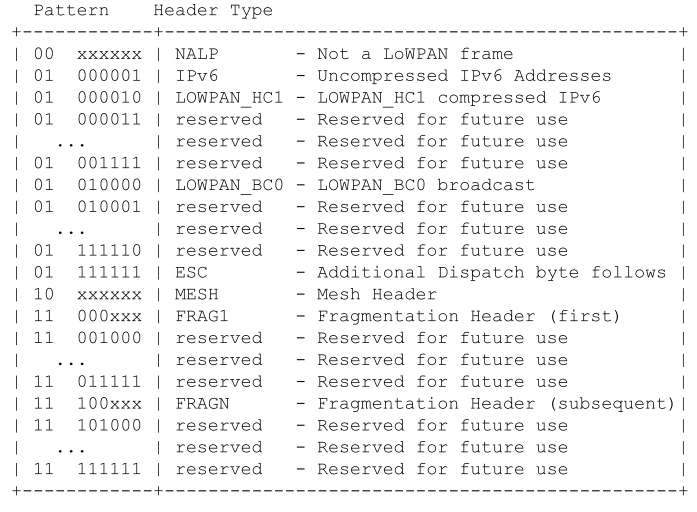 Pattern    Header Type
+------------+-----------------------------------------------+
| 00  xxxxxx | NALP       - Not a LoWPAN frame               |
| 01  000001 | IPv6       - Uncompressed IPv6 Addresses      |
| 01  000010 | LOWPAN_HC1 - LOWPAN_HC1 compressed IPv6       |
| 01  000011 | reserved   - Reserved for future use          |
|   ...      | reserved   - Reserved for future use          |
| 01  001111 | reserved   - Reserved for future use          |
| 01  010000 | LOWPAN_BC0 - LOWPAN_BC0 broadcast             |
| 01  010001 | reserved   - Reserved for future use          |
|   ...      | reserved   - Reserved for future use          |
| 01  111110 | reserved   - Reserved for future use          |
| 01  111111 | ESC        - Additional Dispatch byte follows |
| 10  xxxxxx | MESH       - Mesh Header                      |
| 11  000xxx | FRAG1      - Fragmentation Header (first)     |
| 11  001000 | reserved   - Reserved for future use          |
|   ...      | reserved   - Reserved for future use          |
| 11  011111 | reserved   - Reserved for future use          |
| 11  100xxx | FRAGN      - Fragmentation Header (subsequent)|
| 11  101000 | reserved   - Reserved for future use          |
|   ...      | reserved   - Reserved for future use          |
| 11  111111 | reserved   - Reserved for future use          |
+------------+-----------------------------------------------+